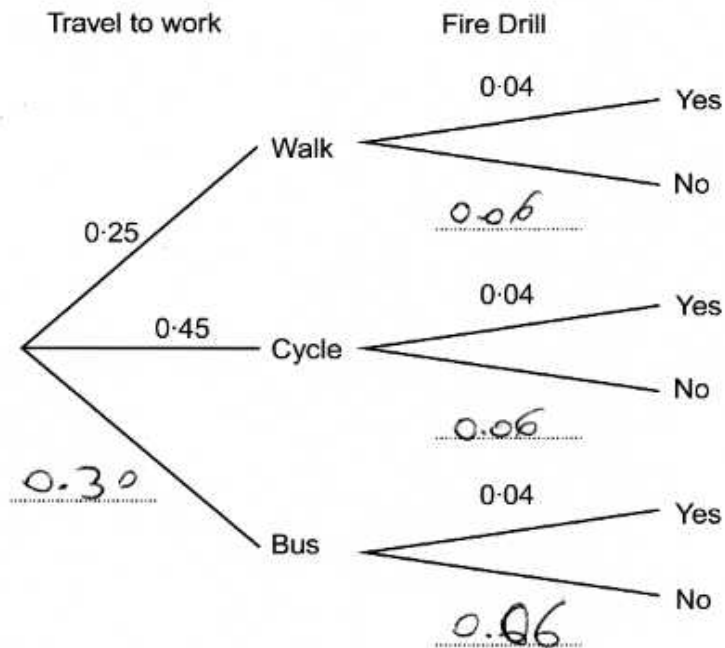 Travel to work Fire Drill
0·04
Yes
Walk
No
0.06
0·25
0·04
Yes
0·45
Cycle
No
0.06
0.30
0·04
Yes
Bus
No
0.06